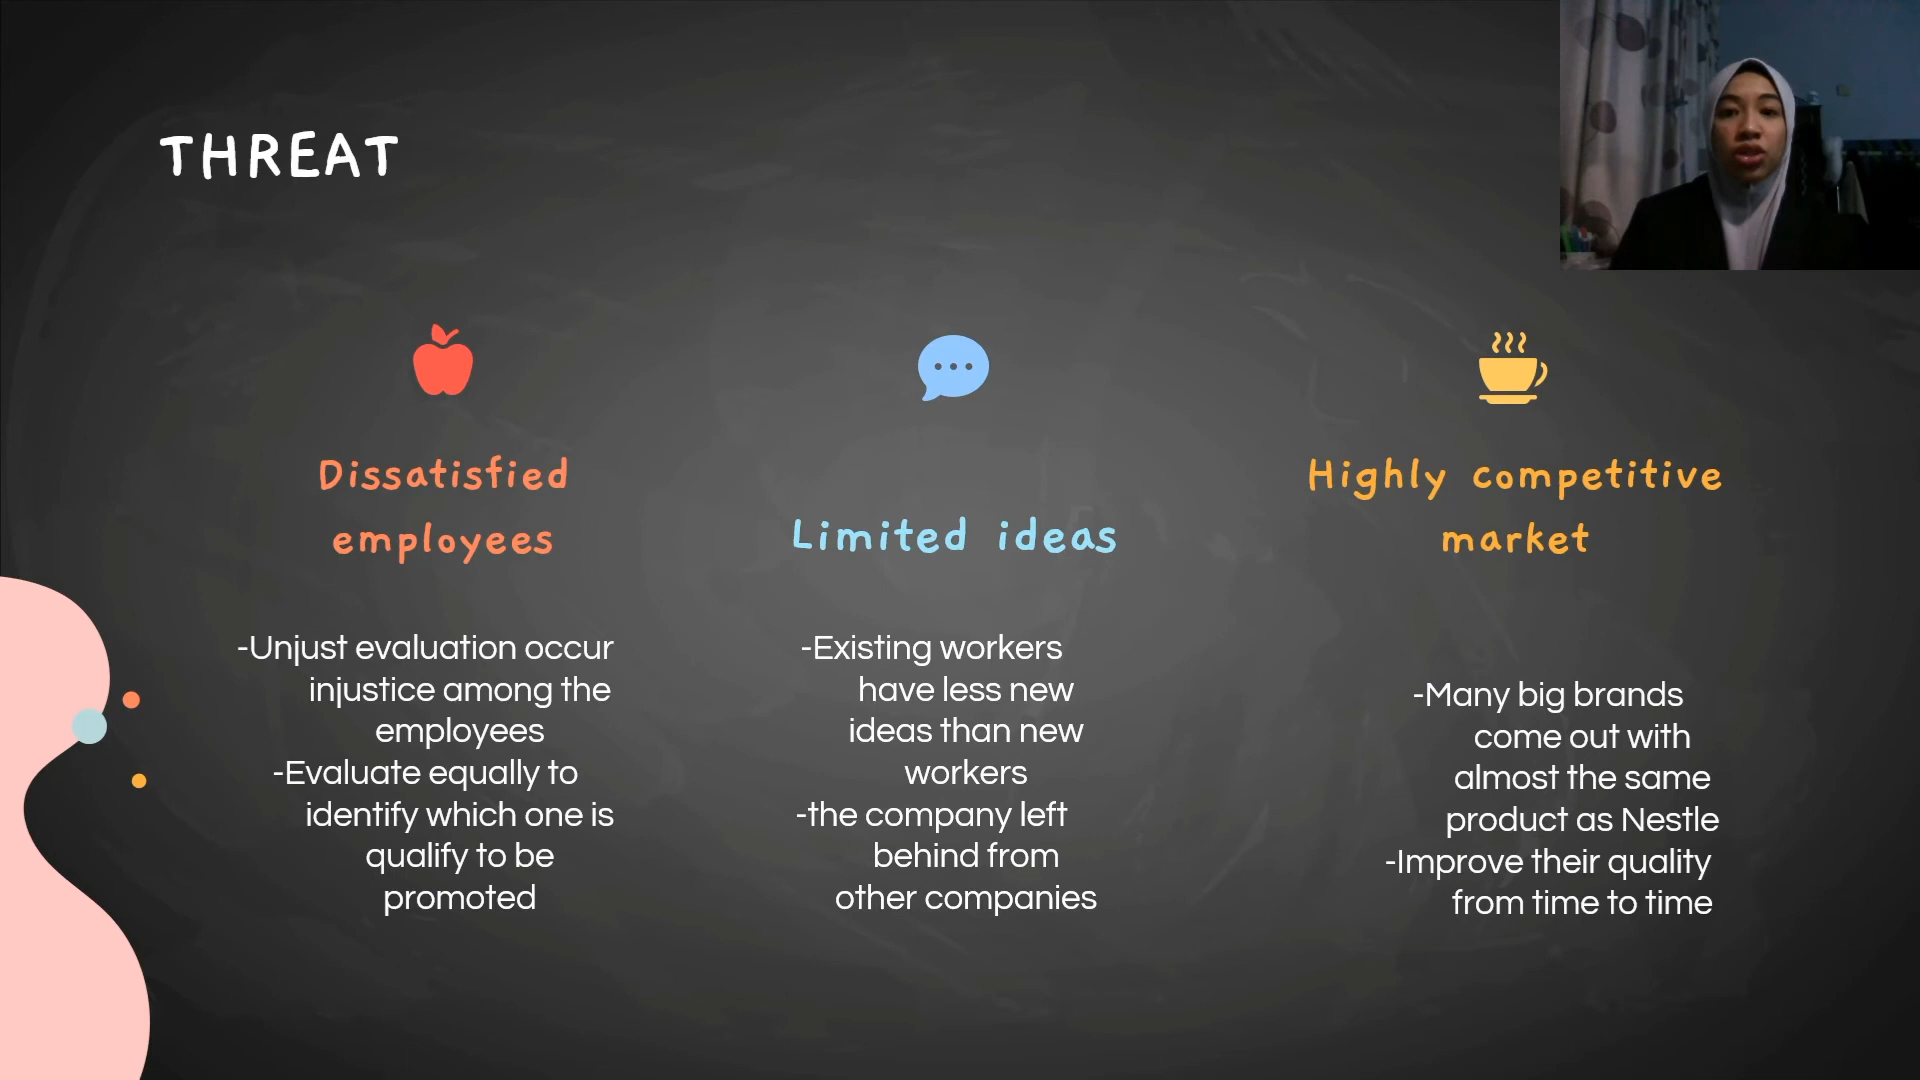 THREAT
Dissatisfied
employees
-Unjust evaluation occur
injustice among the
employees
-Evaluate equally to
identify which one is
qualify to be
promoted
Limited ideas
-Existing workers
have less new
ideas than new
workers
-the company left
behind from
other companies
Highly competitive
market
-Many big brands
come out with
almost the same
product as Nestle
-Improve their quality
from time to time